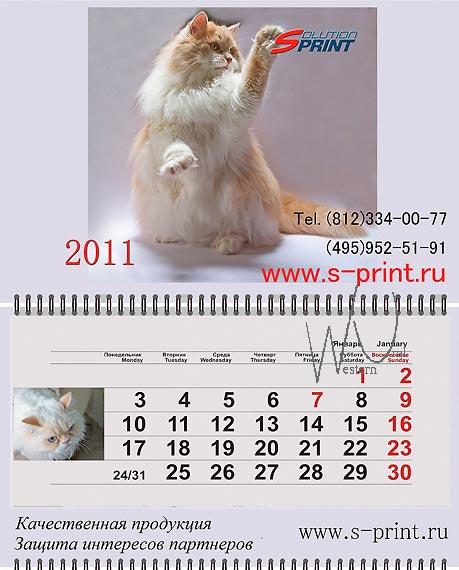 SOLUTION
SPRINT
Tel. (812)334-00-77
2011
(495)952-51-91
www.s-print.ru
Январь January
Понедельник Вторник Среда Четверг Пятница Суббота Воскресенье
Monday Tuesday Wednesday Thursday Friday Saturday Sunday
1 2
Western
3 4 5 6 7 8 9
10 11 12 13 14 15 16
17 18 19 20 21 22 23
24/31 25 26 27 28 29 30
Качественная продукция
Защита интересов партнеров
www.s-print.ru